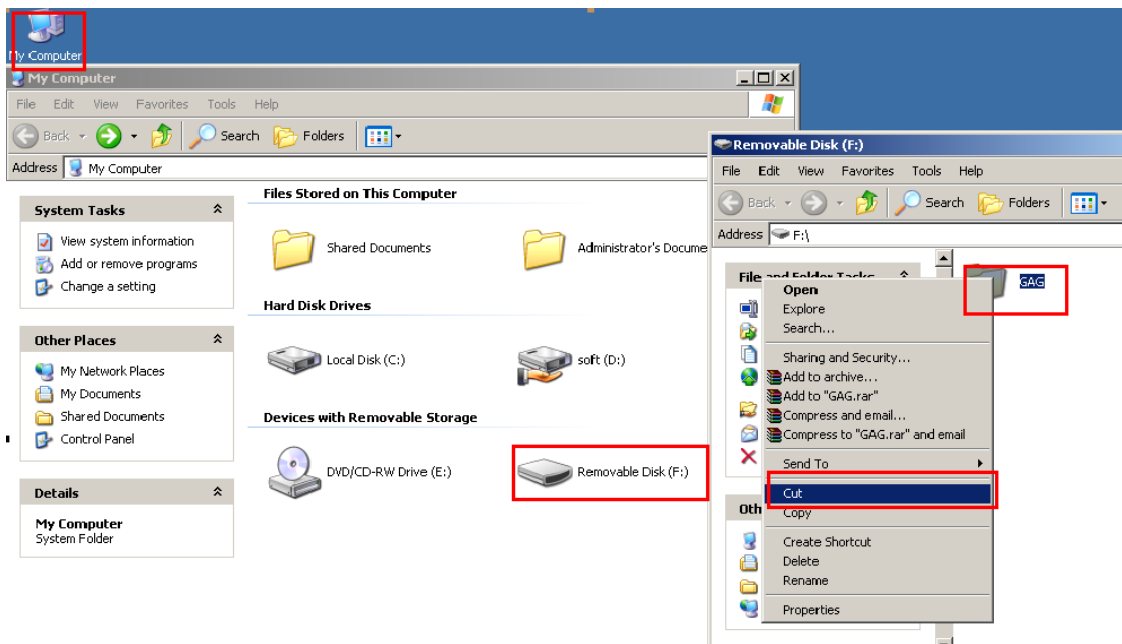 My Computer
My Computer
File Edit View Favorites Tools Help
Back Search Folders
Address My Computer
System Tasks
View system information
Add or remove programs
Change a setting
Other Places
My Network Places
My Documents
Shared Documents
Control Panel
Details
My Computer
System Folder
Files Stored on This Computer
Shared Documents Administrator's Docume
Hard Disk Drives
Local Disk (C:) soft (D:)
Devices with Removable Storage
DVD/CD-RW Drive (E:) Removable Disk (F:)
Removable Disk (F:)
File Edit View Favorites Tools Help
Back Search Folders
Address F:\
File and Folder Tasks
GAG
Open
Explore
Search...
Sharing and Security...
Add to archive...
Add to "GAG.rar"
Compress and email...
Compress to "GAG.rar" and email
Send To
Cut
Copy
Create Shortcut
Delete
Rename
Properties
Oth